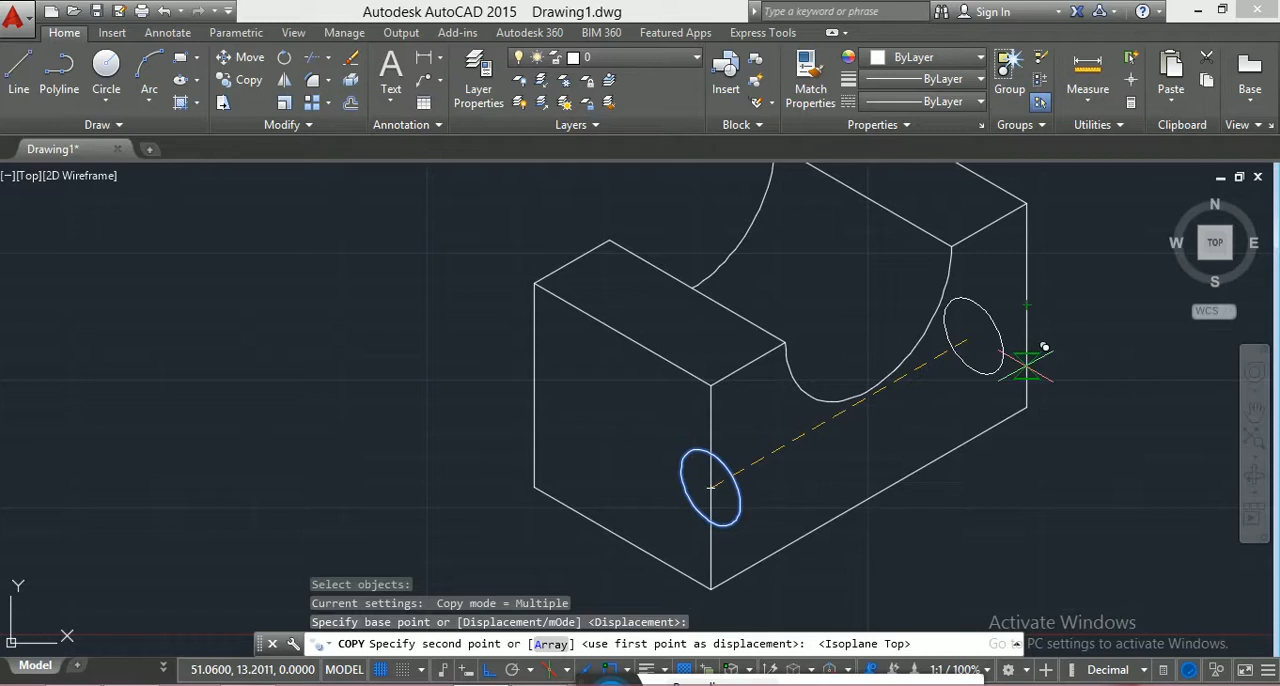 Autodesk AutoCAD 2015 Drawing1.dwg
Type a keyword or phrase
Sign In
Home Insert Annotate Parametric View Manage Output Add-ins Autodesk 360 BIM 360 Featured Apps Express Tools
Line Polyline Circle Arc
Move
Copy
Text
Layer Properties
0
Insert
Match Properties
ByLayer
ByLayer
ByLayer
Group
Measure
Paste
Base
Draw Modify Annotation Layers Block Properties Groups Utilities Clipboard View
Drawing1*
[−][Top][2D Wireframe]
N
W TOP E
S
WCS
Select objects:
Current settings: Copy mode = Multiple
Specify base point or [Displacement/mOde] <Displacement>:
COPY Specify second point or [Array] <use first point as displacement>: <Isoplane Top>
Y
X
Activate Windows
Go to PC settings to activate Windows.
Model
51.0600, 13.2011, 0.0000 MODEL
1:1 / 100%
Decimal